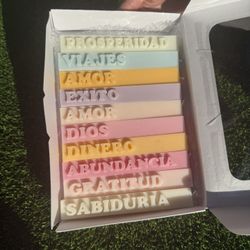 PROSPERIDAD
VIAJES
AMOR
EXITO
AMOR
DIOS
DINERO
ABUNDANCIA
GRATITUD
SABIDURIA